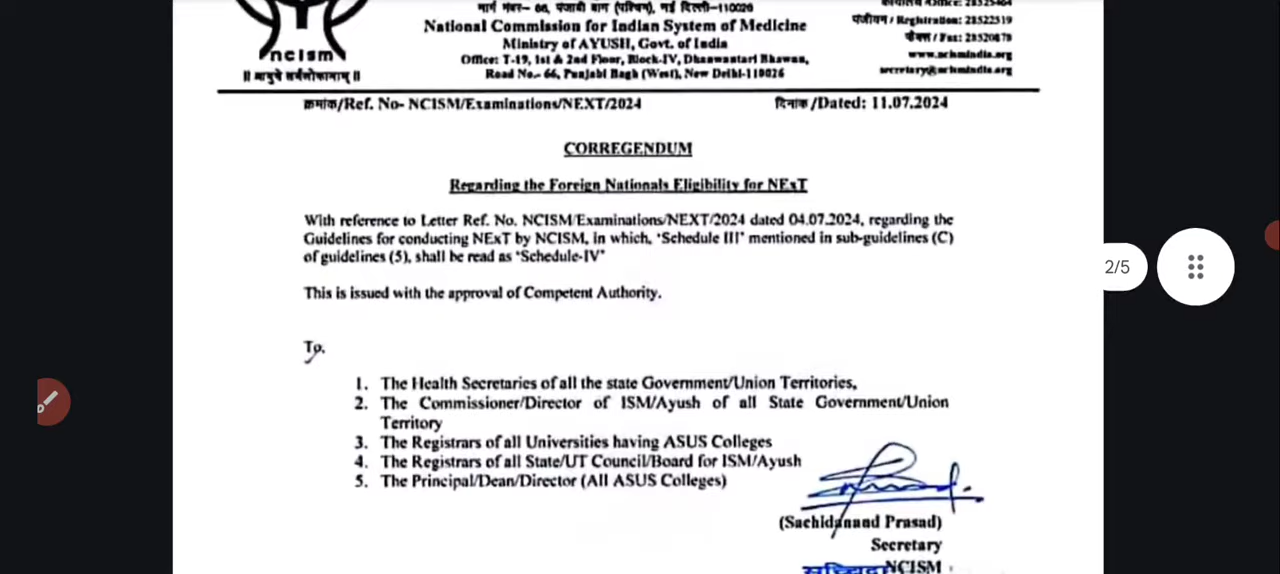 मार्ग नंबर– 66, पंजाबी बाग (पश्चिम), नई दिल्ली–110026
National Commission for Indian System of Medicine
Ministry of AYUSH, Govt. of India
Office: T-19, 1st & 2nd Floor, Block-IV, Dhanwantari Bhawan,
Road No.- 66, Punjabi Bagh (West), New Delhi-110026
पंजीयन / Registration: 28522519
फैक्स / Fax: 28520878
ncism
|| आयुषे सर्वलोकानाम् ||
क्रमांक/Ref. No- NCISM/Examinations/NEXT/2024
दिनांक /Dated: 11.07.2024
CORREGENDUM
Regarding the Foreign Nationals Eligibility for NExT
With reference to Letter Ref. No. NCISM/Examinations/NEXT/2024 dated 04.07.2024, regarding the
Guidelines for conducting NExT by NCISM, in which, 'Schedule III' mentioned in sub-guidelines (C)
of guidelines (5), shall be read as 'Schedule-IV'
This is issued with the approval of Competent Authority.
To,
1. The Health Secretaries of all the state Government/Union Territories,
2. The Commissioner/Director of ISM/Ayush of all State Government/Union
Territory
3. The Registrars of all Universities having ASUS Colleges
4. The Registrars of all State/UT Council/Board for ISM/Ayush
5. The Principal/Dean/Director (All ASUS Colleges)
(Sachidanand Prasad)
Secretary
NCISM
2/5